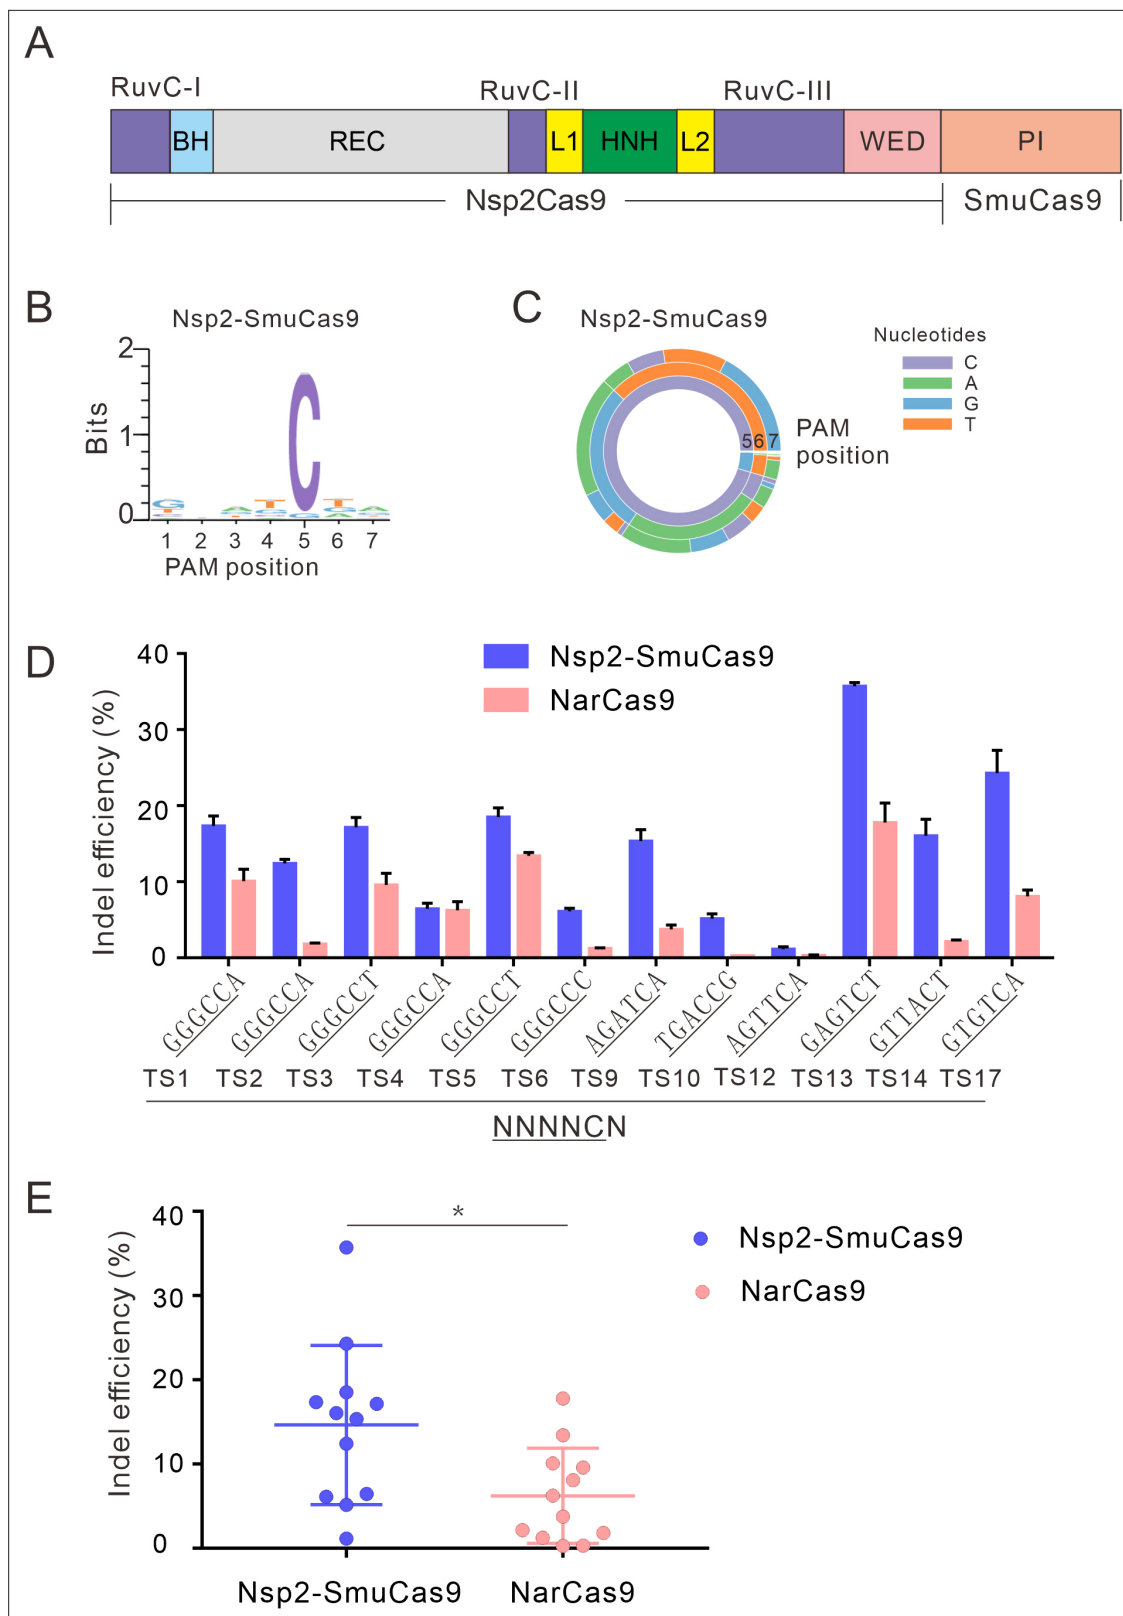 A
RuvC-I RuvC-II RuvC-III
BH REC L1 HNH L2 WED PI
Nsp2Cas9 SmuCas9
B
Nsp2-SmuCas9
2
1
0
Bits
C
G T A T C T G A A
1 2 3 4 5 6 7
PAM position
C
Nsp2-SmuCas9
5 6 7
PAM
position
Nucleotides
C
A
G
T
D
Nsp2-SmuCas9
NarCas9
Indel efficiency (%)
40
30
20
10
0
GGGCCA GGGCCA GGGCCT GGGCCA GGGCCT GGGCCC AGATCA TGACCG AGTTCA GAGTCT GTTACT GTGTCA
TS1 TS2 TS3 TS4 TS5 TS6 TS9 TS10 TS12 TS13 TS14 TS17
NNNNCN
E
Indel efficiency (%)
40
30
20
10
0
*
Nsp2-SmuCas9
NarCas9
Nsp2-SmuCas9 NarCas9